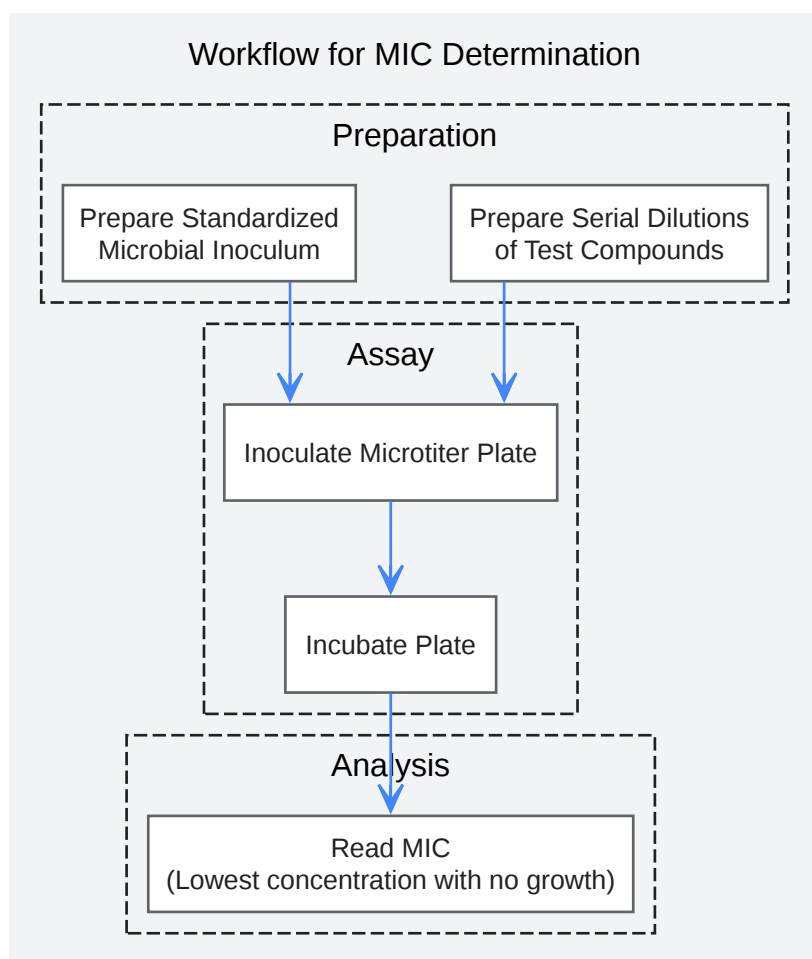 Workflow for MIC Determination
Preparation
Prepare Standardized
Microbial Inoculum
Prepare Serial Dilutions
of Test Compounds
Assay
Inoculate Microtiter Plate
Incubate Plate
Analysis
Read MIC
(Lowest concentration with no growth)